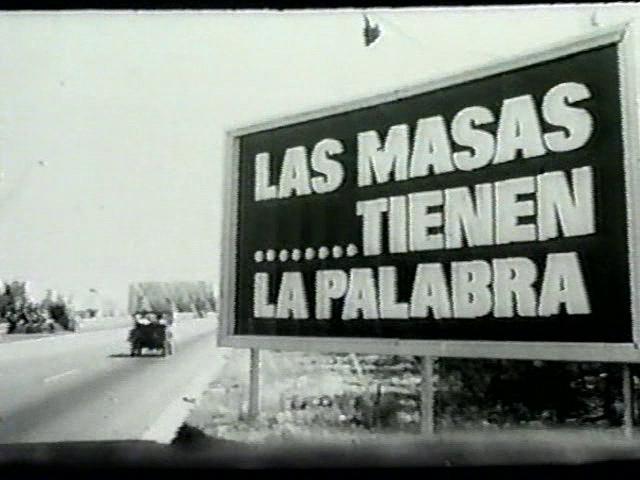 LAS MASAS
........TIENEN
LA PALABRA